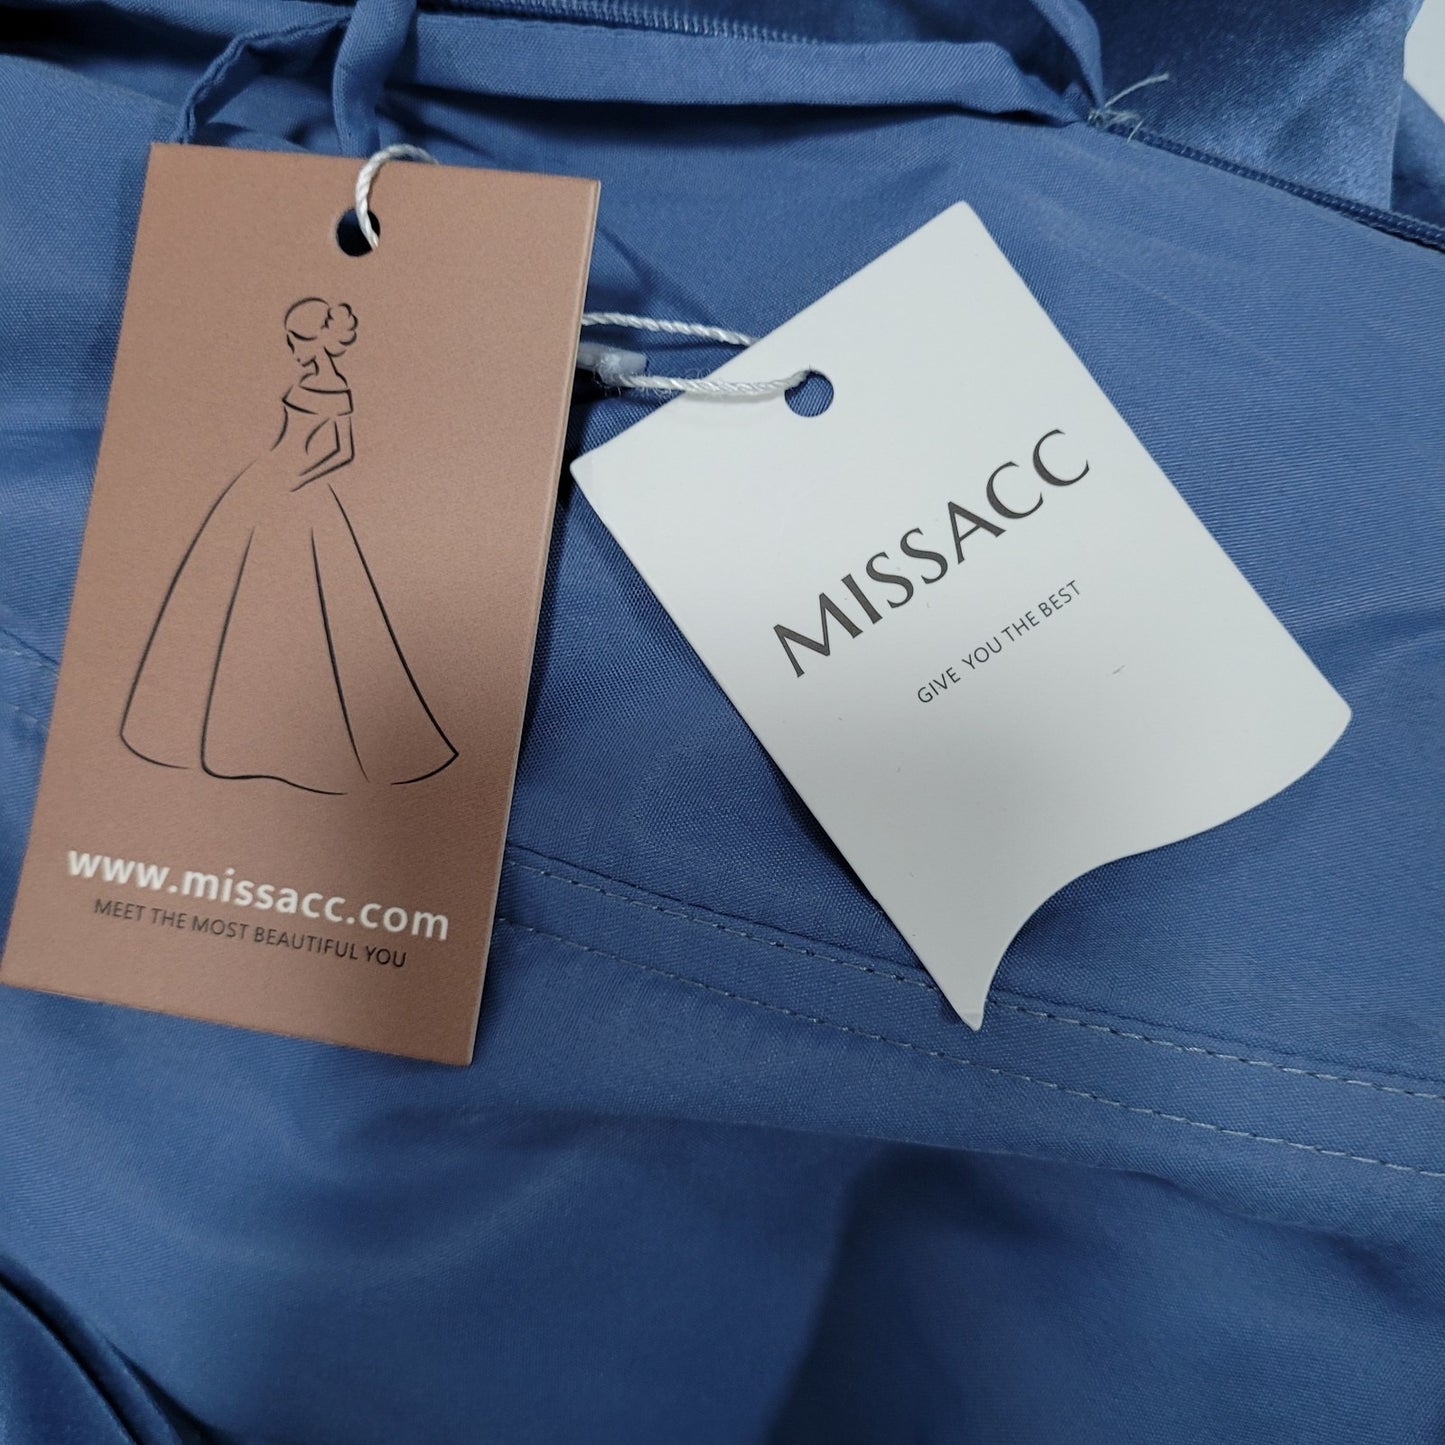 www.missacc.com
MEET THE MOST BEAUTIFUL YOU
MISSACC
GIVE YOU THE BEST